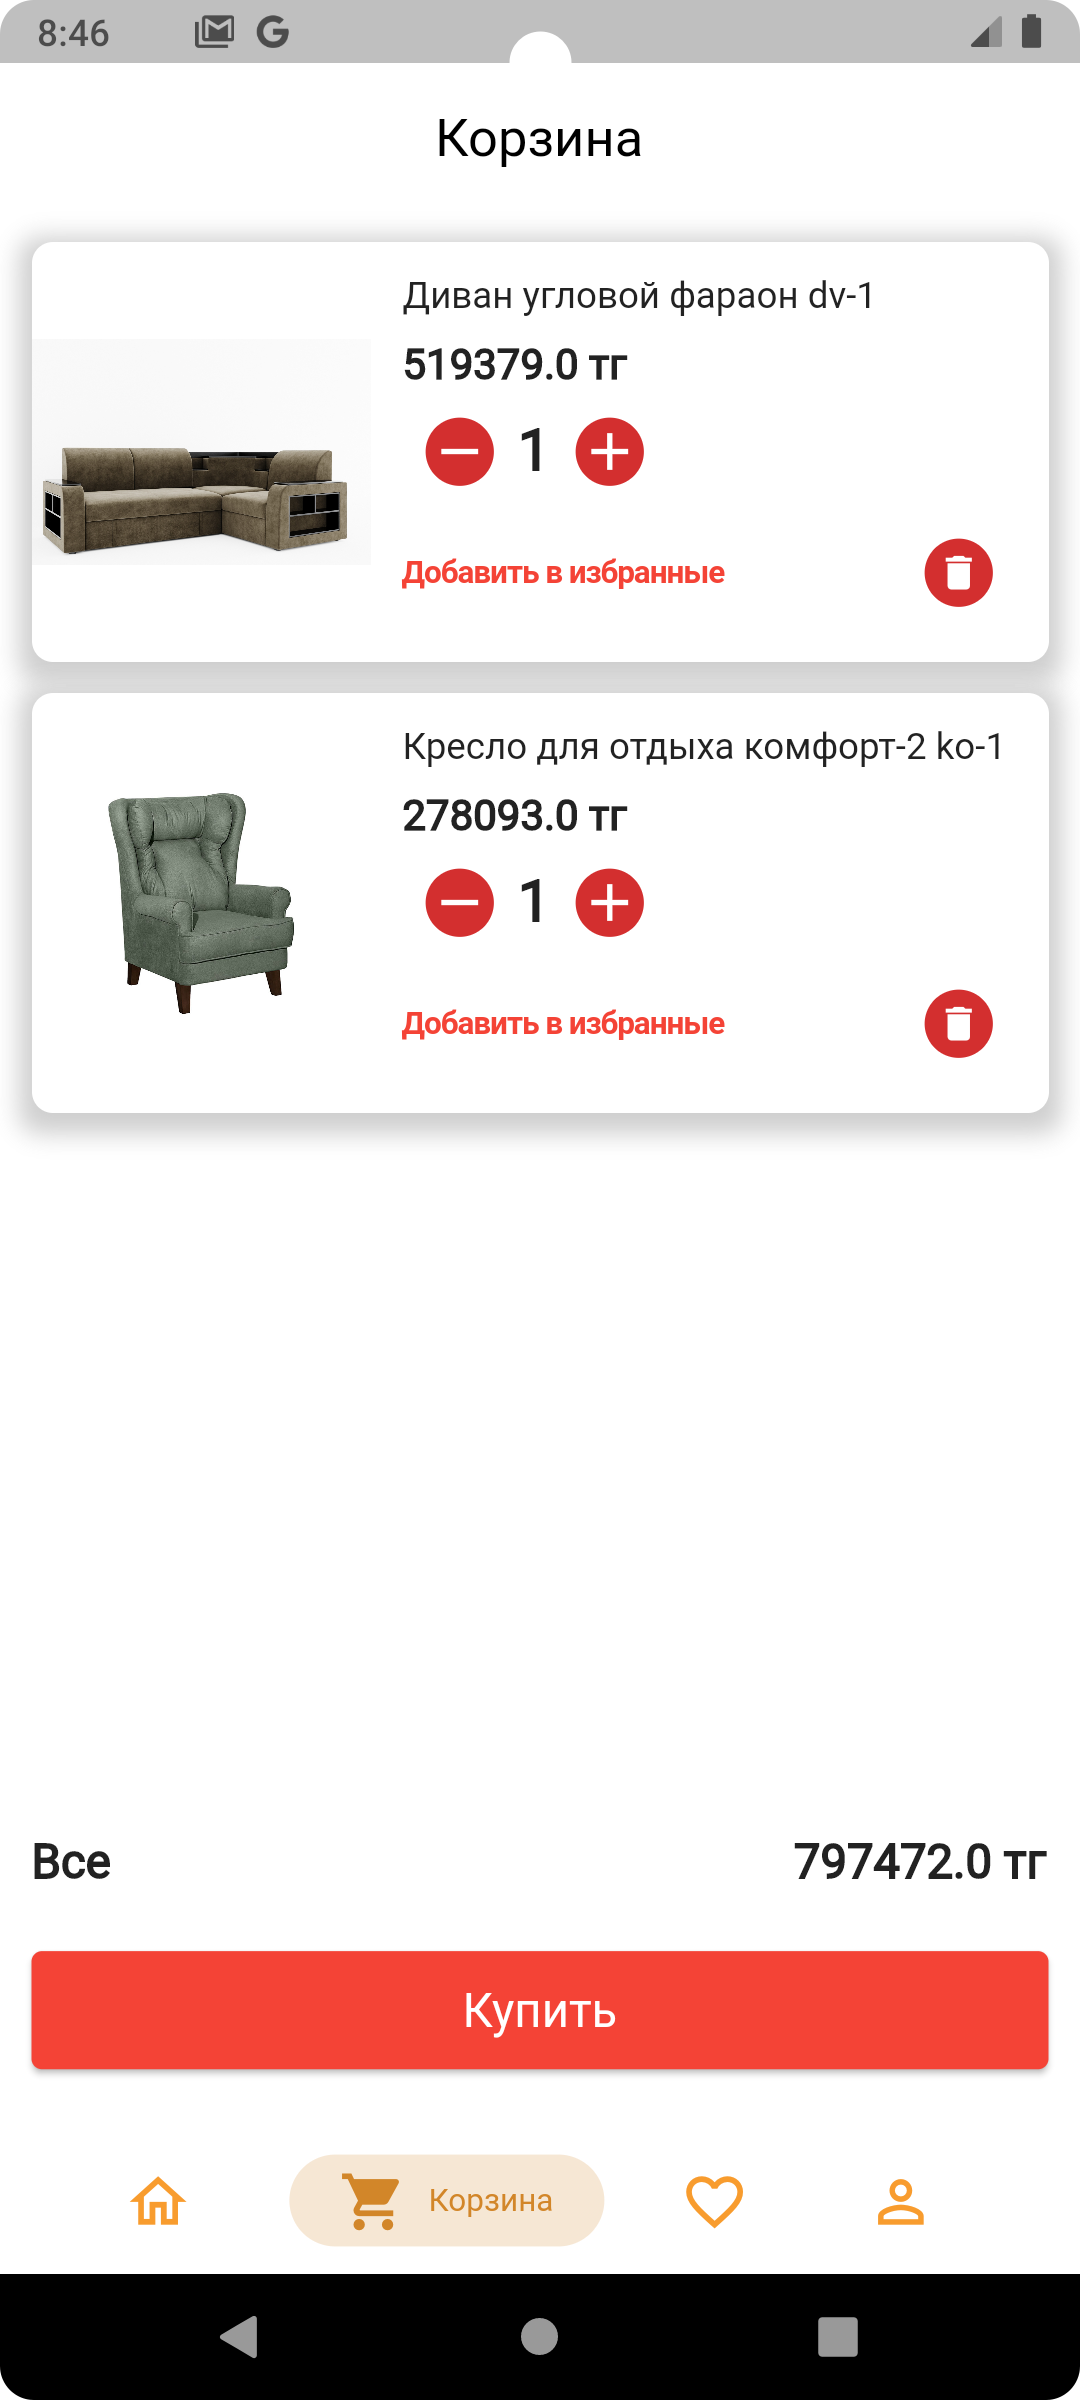 8:46
Корзина
Диван угловой фараон dv-1
519379.0 тг
1
Добавить в избранные
Кресло для отдыха комфорт-2 ko-1
278093.0 тг
1
Добавить в избранные
Все 797472.0 тг
Купить
Корзина